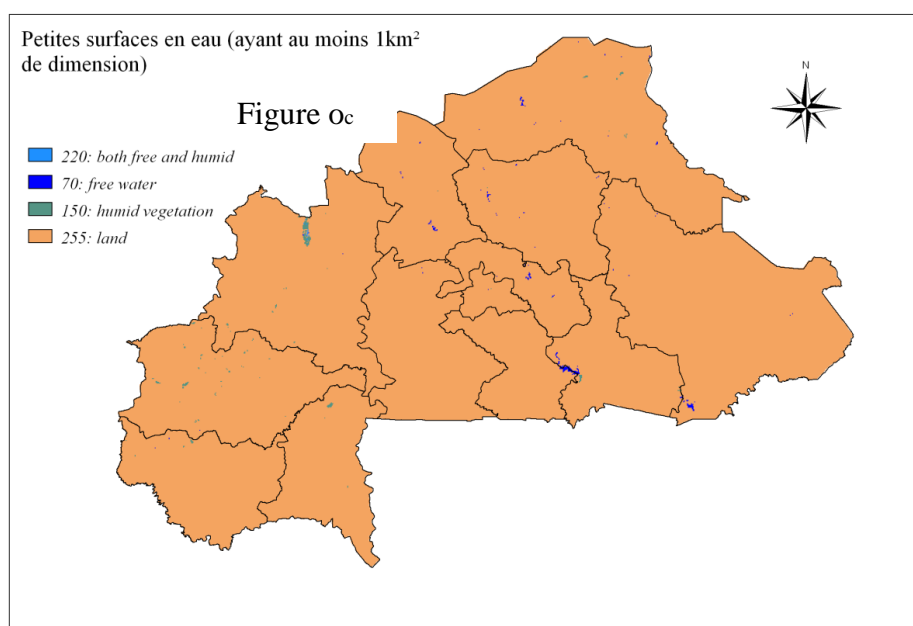 Petites surfaces en eau (ayant au moins 1km²
de dimension)
N
Figure oc
220: both free and humid
70: free water
150: humid vegetation
255: land